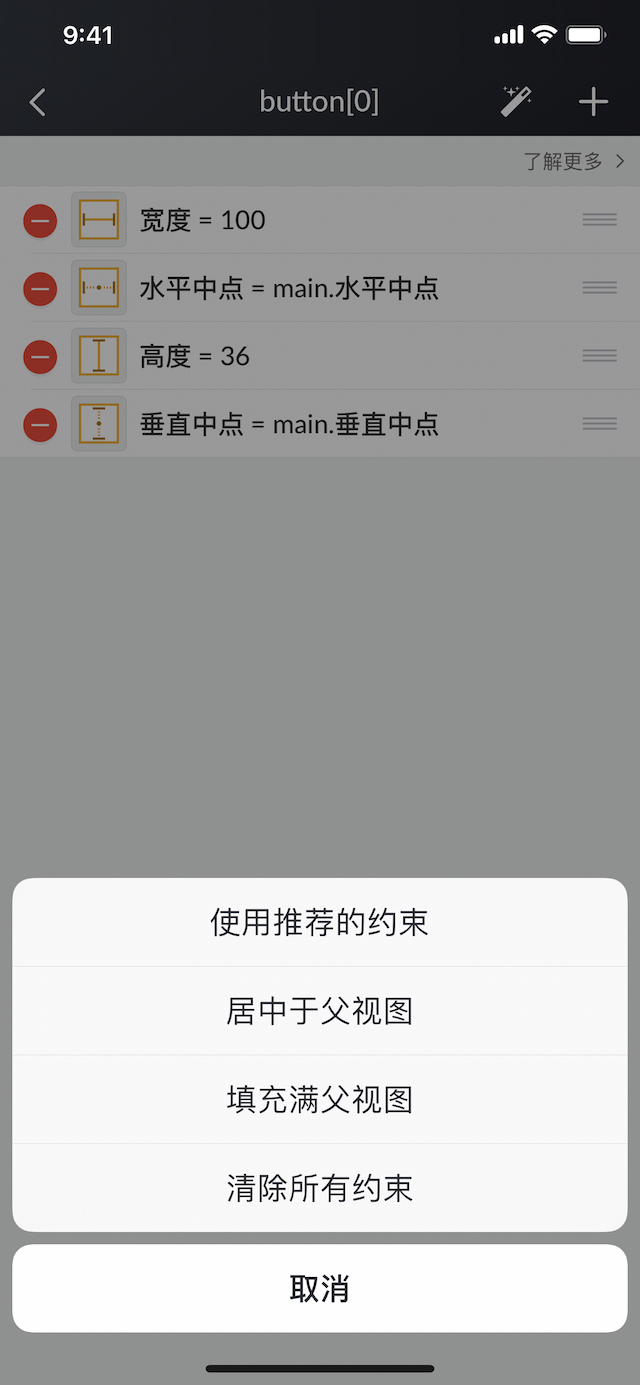 9:41
button[0]
了解更多
宽度 = 100
水平中点 = main.水平中点
高度 = 36
垂直中点 = main.垂直中点
使用推荐的约束
居中于父视图
填充满父视图
清除所有约束
取消